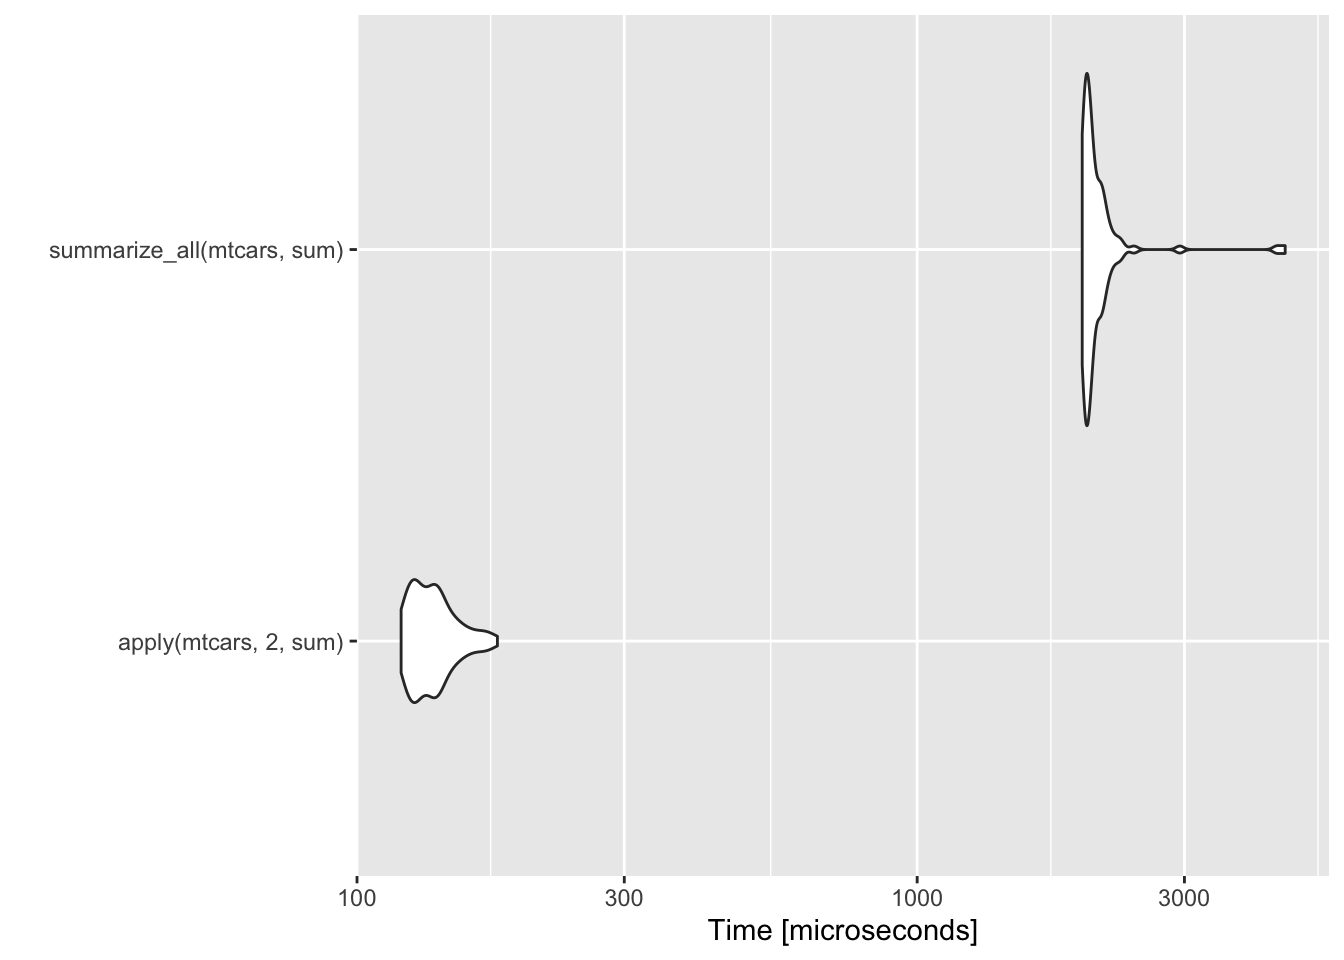 summarize_all(mtcars, sum)
apply(mtcars, 2, sum)
100 300 1000 3000
Time [microseconds]